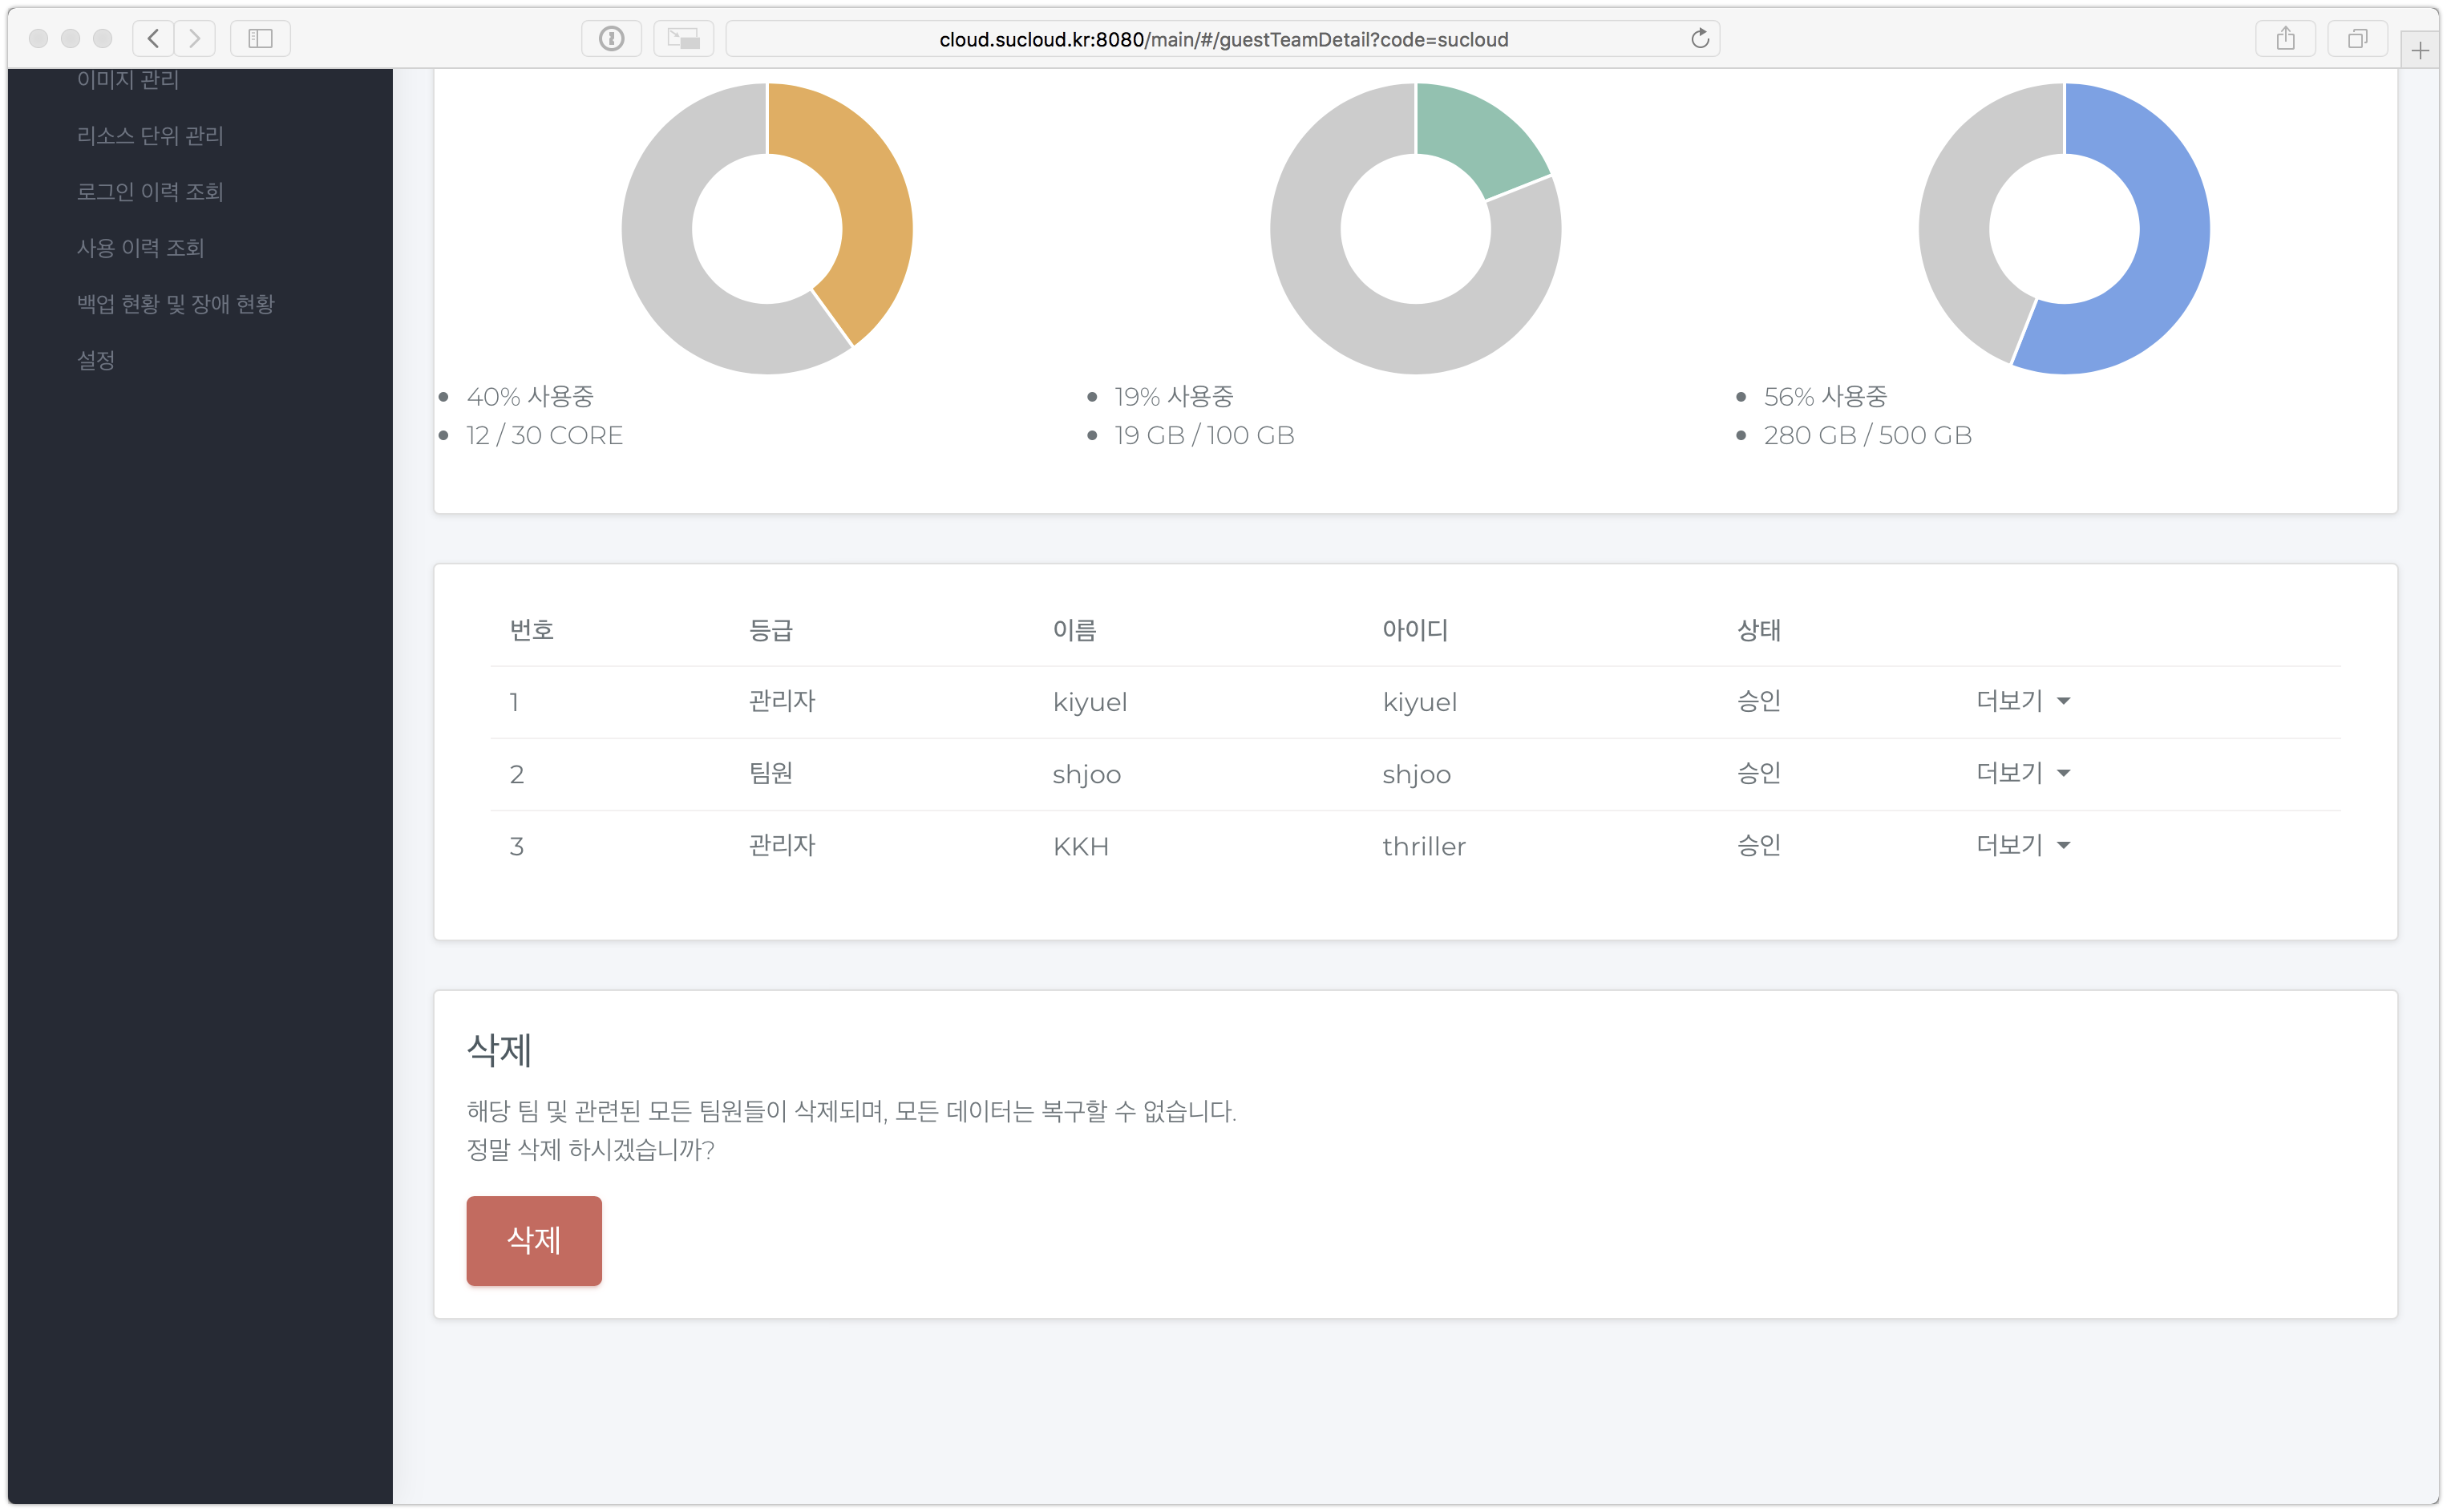 cloud.sucloud.kr:8080/main/#/guestTeamDetail?code=sucloud
이미지 관리
리소스 단위 관리
로그인 이력 조회
사용 이력 조회
백업 현황 및 장애 현황
설정
40% 사용중
12 / 30 CORE
19% 사용중
19 GB / 100 GB
56% 사용중
280 GB / 500 GB
번호 등급 이름 아이디 상태
1 관리자 kiyuel kiyuel 승인 더보기
2 팀원 shjoo shjoo 승인 더보기
3 관리자 KKH thriller 승인 더보기
삭제
해당 팀 및 관련된 모든 팀원들이 삭제되며, 모든 데이터는 복구할 수 없습니다.
정말 삭제 하시겠습니까?
삭제